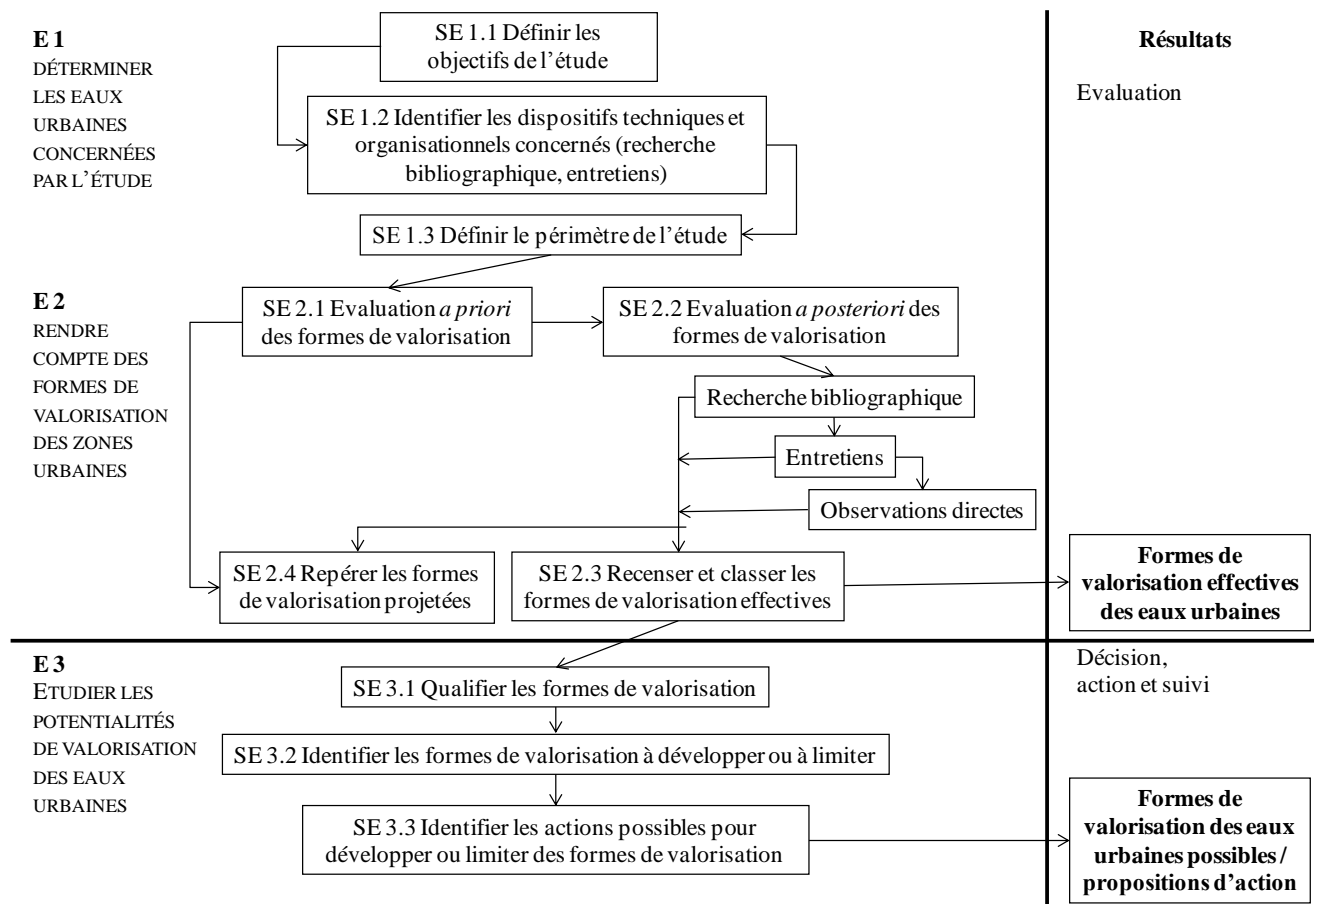 E 1
DÉTERMINER
LES EAUX
URBAINES
CONCERNÉES
PAR L’ÉTUDE
SE 1.1 Définir les
objectifs de l’étude
SE 1.2 Identifier les dispositifs techniques et
organisationnels concernés (recherche
bibliographique, entretiens)
SE 1.3 Définir le périmètre de l’étude
Résultats
Evaluation
E 2
RENDRE
COMPTE DES
FORMES DE
VALORISATION
DES ZONES
URBAINES
SE 2.1 Evaluation a priori
des formes de valorisation
SE 2.2 Evaluation a posteriori des
formes de valorisation
Recherche bibliographique
Entretiens
Observations directes
SE 2.4 Repérer les formes
de valorisation projetées
SE 2.3 Recenser et classer les
formes de valorisation effectives
Formes de
valorisation effectives
des eaux urbaines
E 3
ETUDIER LES
POTENTIALITÉS
DE VALORISATION
DES EAUX
URBAINES
SE 3.1 Qualifier les formes de valorisation
SE 3.2 Identifier les formes de valorisation à développer ou à limiter
SE 3.3 Identifier les actions possibles pour
développer ou limiter des formes de valorisation
Décision,
action et suivi
Formes de
valorisation des eaux
urbaines possibles /
propositions d’action